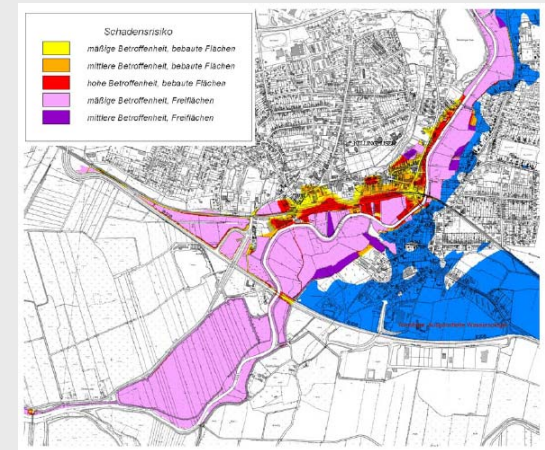 Schadensrisiko
mäßige Betroffenheit, bebaute Flächen
mittlere Betroffenheit, bebaute Flächen
hohe Betroffenheit, bebaute Flächen
mäßige Betroffenheit, Freiflächen
mittlere Betroffenheit, Freiflächen